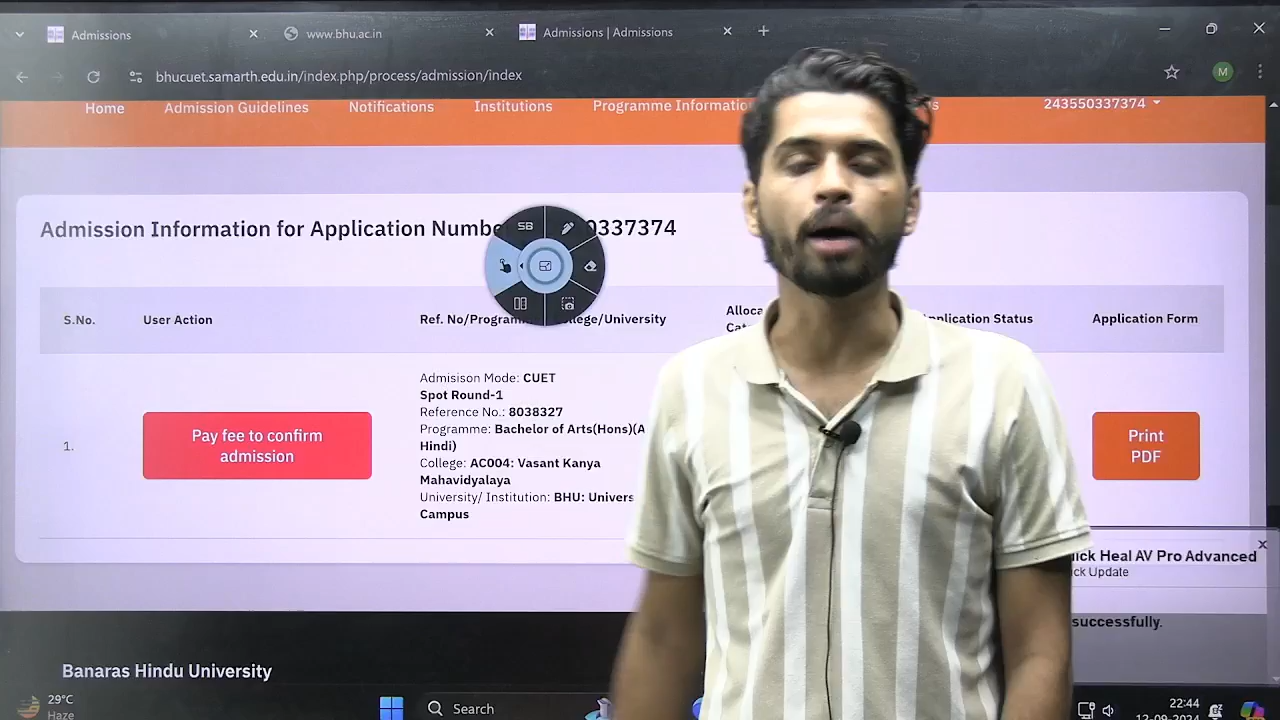 Admissions
www.bhu.ac.in
Admissions | Admissions
bhucuet.samarth.edu.in/index.php/process/admission/index
M
Home Admission Guidelines Notifications Institutions Programme Informatio
243550337374
Admission Information for Application Numbe 0337374
SB
S.No. User Action Ref. No/Program lege/University Alloca Application Status Application Form
Cat
1.
Pay fee to confirm
admission
Admisison Mode: CUET
Spot Round-1
Reference No.: 8038327
Programme: Bachelor of Arts(Hons)(A
Hindi)
College: AC004: Vasant Kanya
Mahavidyalaya
University/ Institution: BHU: Univers
Campus
Print
PDF
ick Heal AV Pro Advanced
ck Update
successfully.
Banaras Hindu University
29°C
Haze
Search
22:44